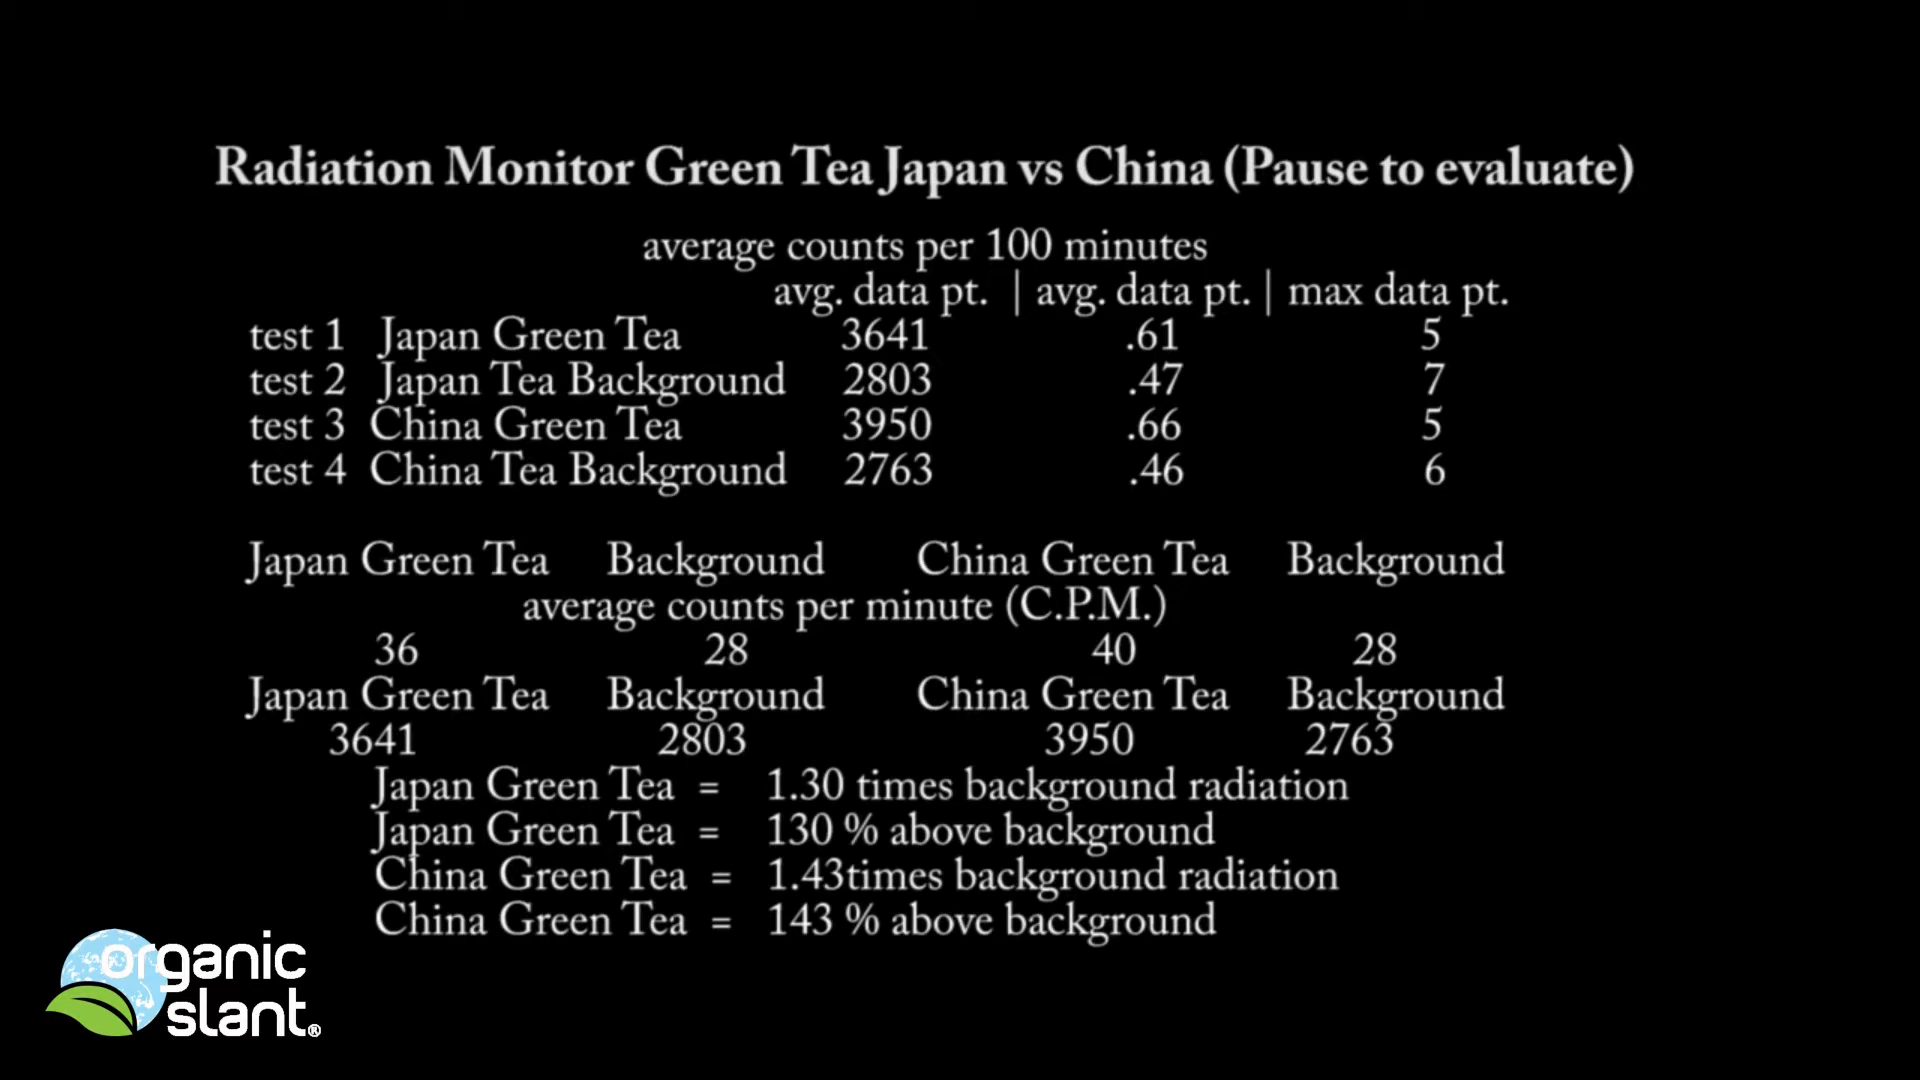 Radiation Monitor Green Tea Japan vs China (Pause to evaluate)
average counts per 100 minutes
avg. data pt. | avg. data pt. | max data pt.
test 1 Japan Green Tea 3641 .61 5
test 2 Japan Tea Background 2803 .47 7
test 3 China Green Tea 3950 .66 5
test 4 China Tea Background 2763 .46 6
Japan Green Tea Background China Green Tea Background
average counts per minute (C.P.M.)
36 28 40 28
Japan Green Tea Background China Green Tea Background
3641 2803 3950 2763
Japan Green Tea = 1.30 times background radiation
Japan Green Tea = 130 % above background
China Green Tea = 1.43times background radiation
China Green Tea = 143 % above background
organic
slant®